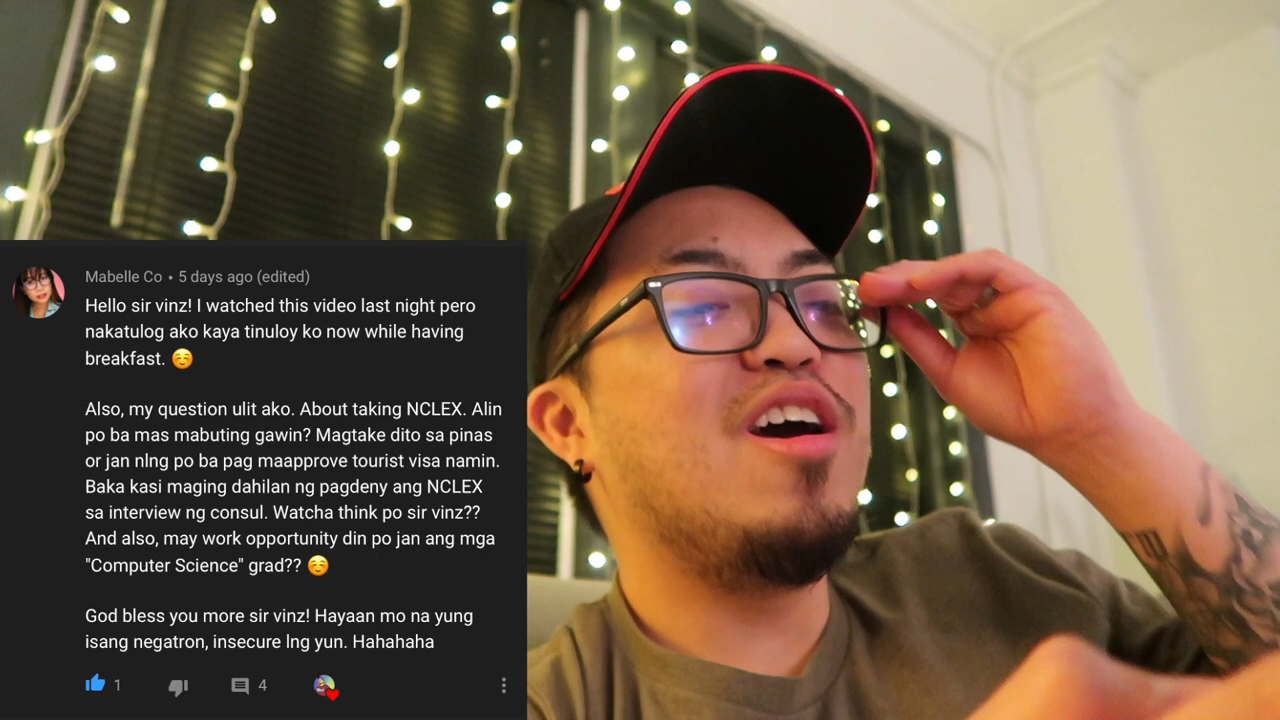 Mabelle Co • 5 days ago (edited)
Hello sir vinz! I watched this video last night pero
nakatulog ako kaya tinuloy ko now while having
breakfast. ☺️
Also, my question ulit ako. About taking NCLEX. Alin
po ba mas mabuting gawin? Magtake dito sa pinas
or jan nlng po ba pag maapprove tourist visa namin.
Baka kasi maging dahilan ng pagdeny ang NCLEX
sa interview ng consul. Watcha think po sir vinz??
And also, may work opportunity din po jan ang mga
"Computer Science" grad?? ☺️
God bless you more sir vinz! Hayaan mo na yung
isang negatron, insecure lng yun. Hahahaha
1
4